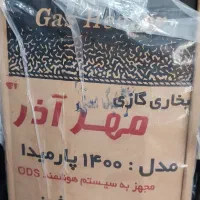 Gas Heater
بخاری گازی
مهر آذر
مدل : ۱۴۰۰ پارمیدا
مجهز به سیستم هوشمند ODS